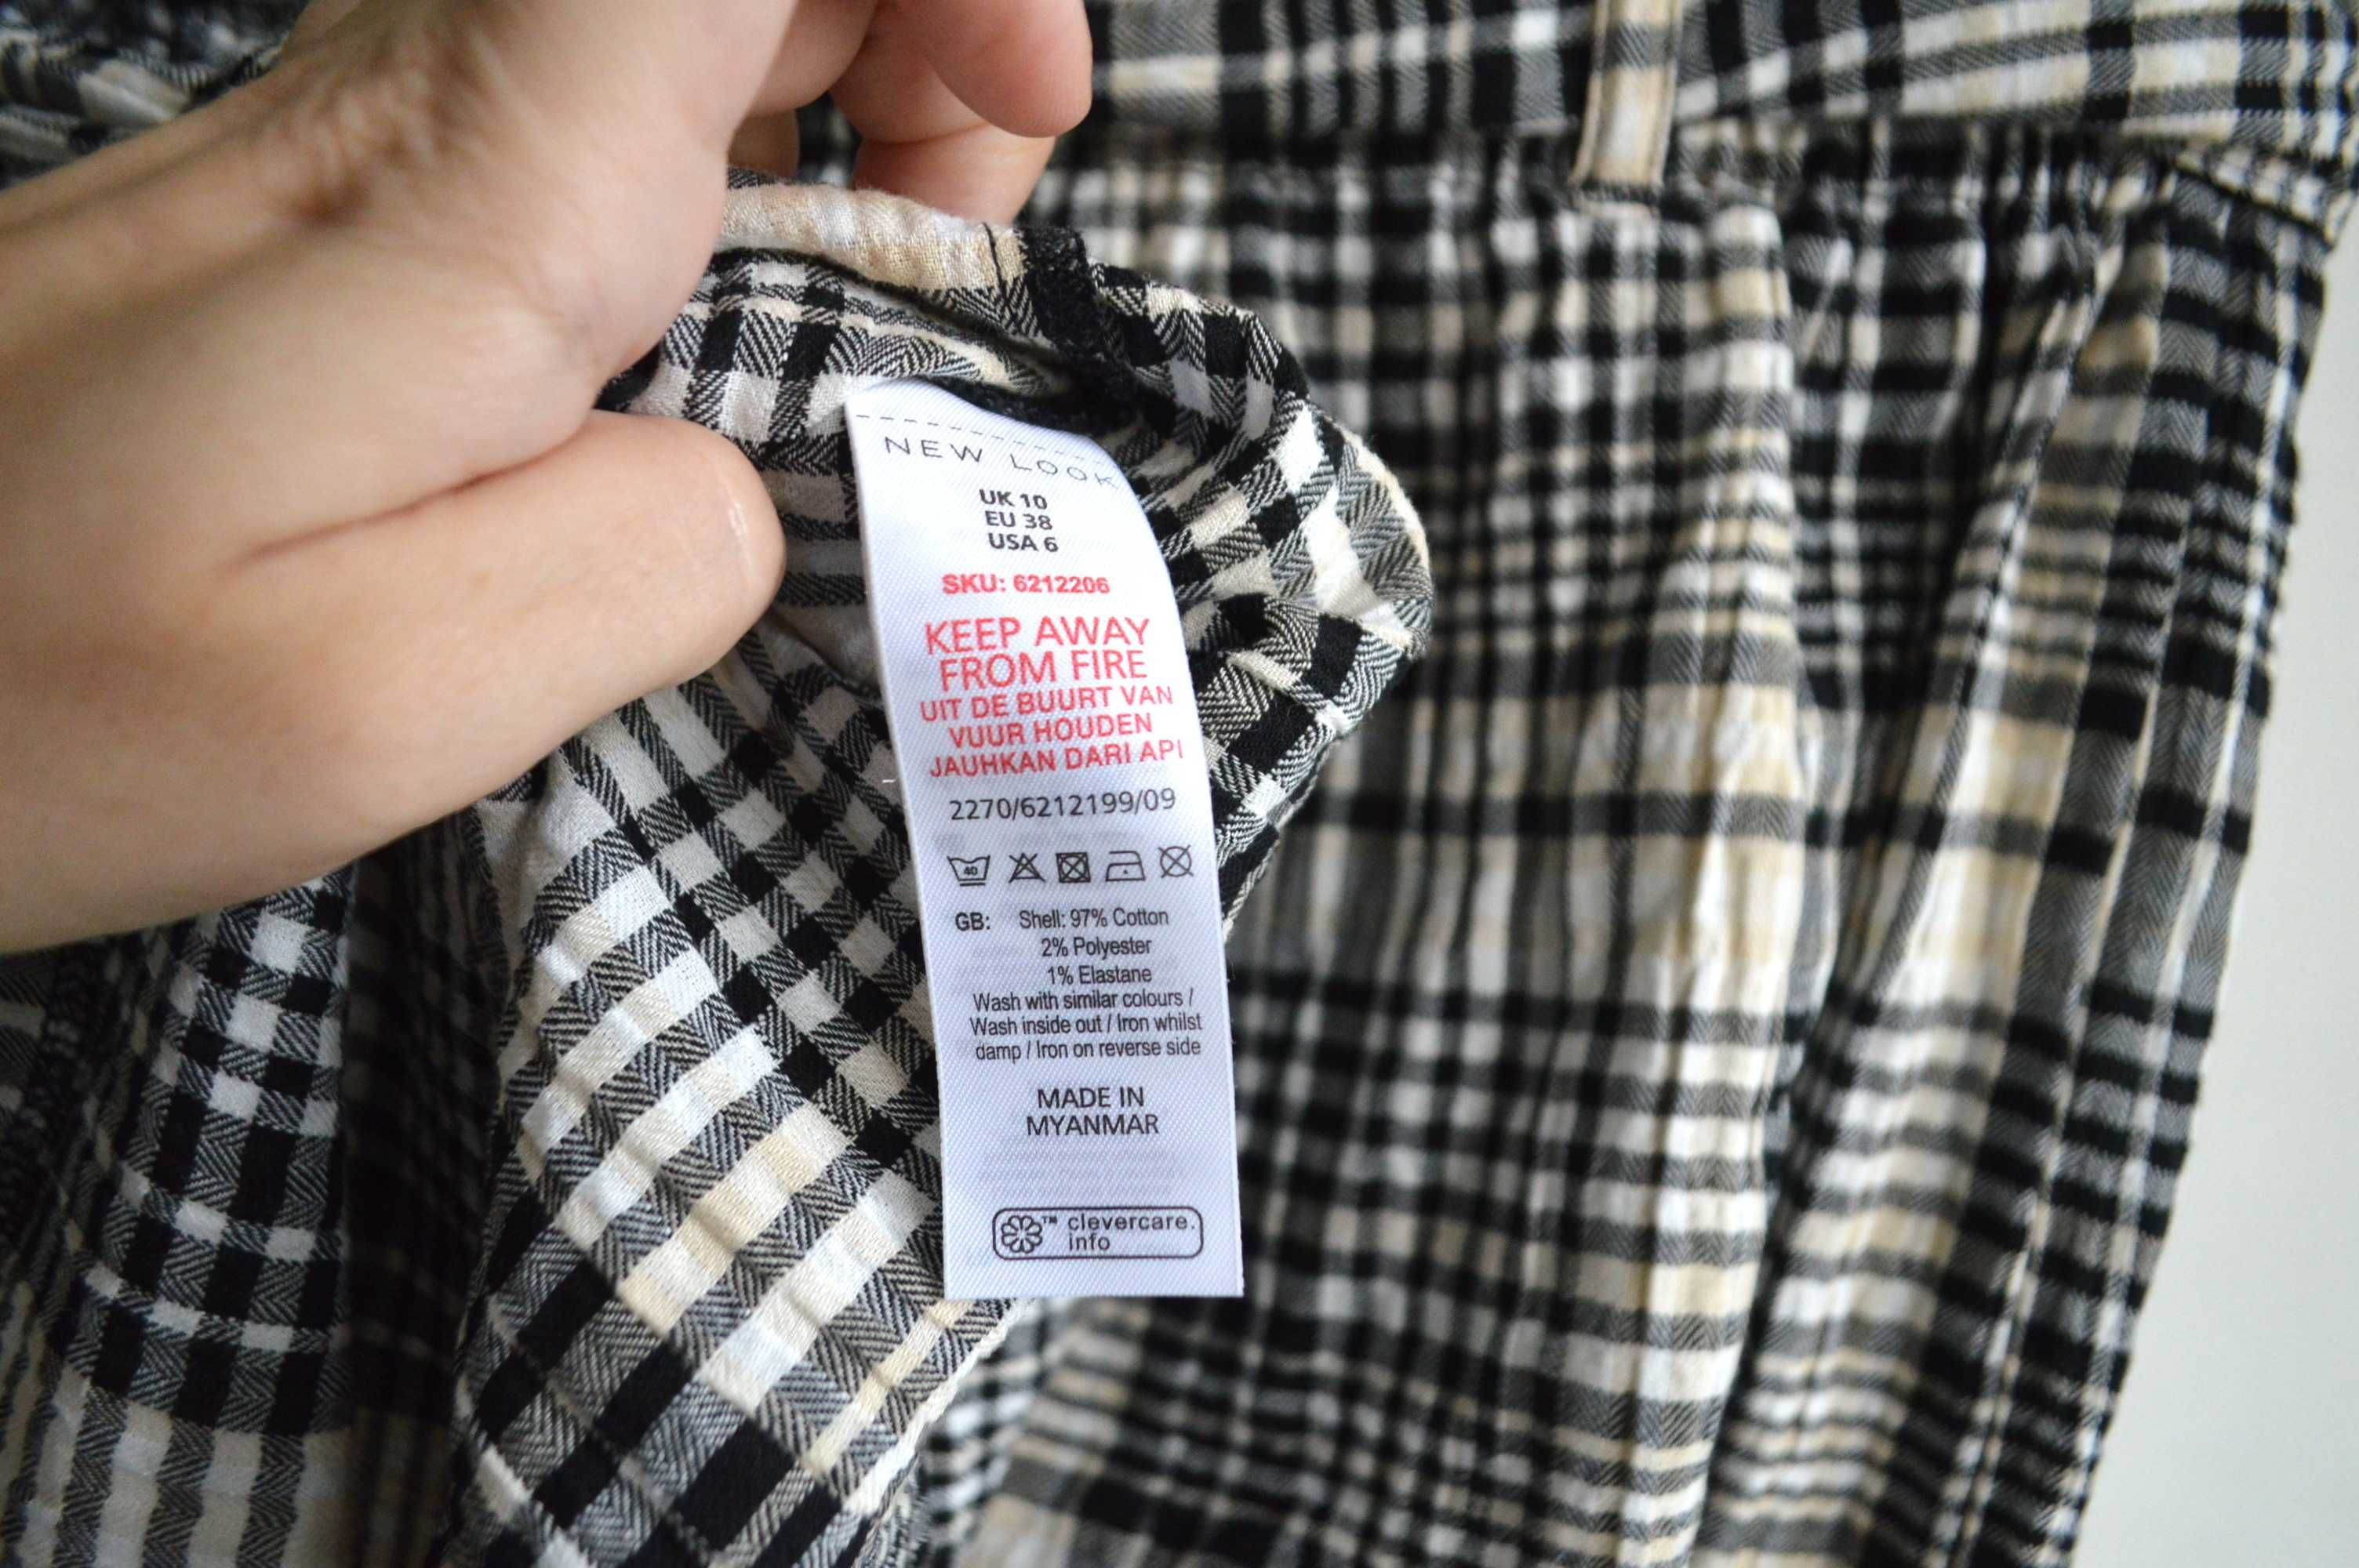 NEW LOOK
UK 10
EU 38
USA 6
SKU: 6212206
KEEP AWAY
FROM FIRE
UIT DE BUURT VAN
VUUR HOUDEN
JAUHKAN DARI API
2270/6212199/09
40
GB: Shell: 97% Cotton
2% Polyester
1% Elastane
Wash with similar colours /
Wash inside out / Iron whilst
damp / Iron on reverse side
MADE IN
MYANMAR
™ clevercare.
info